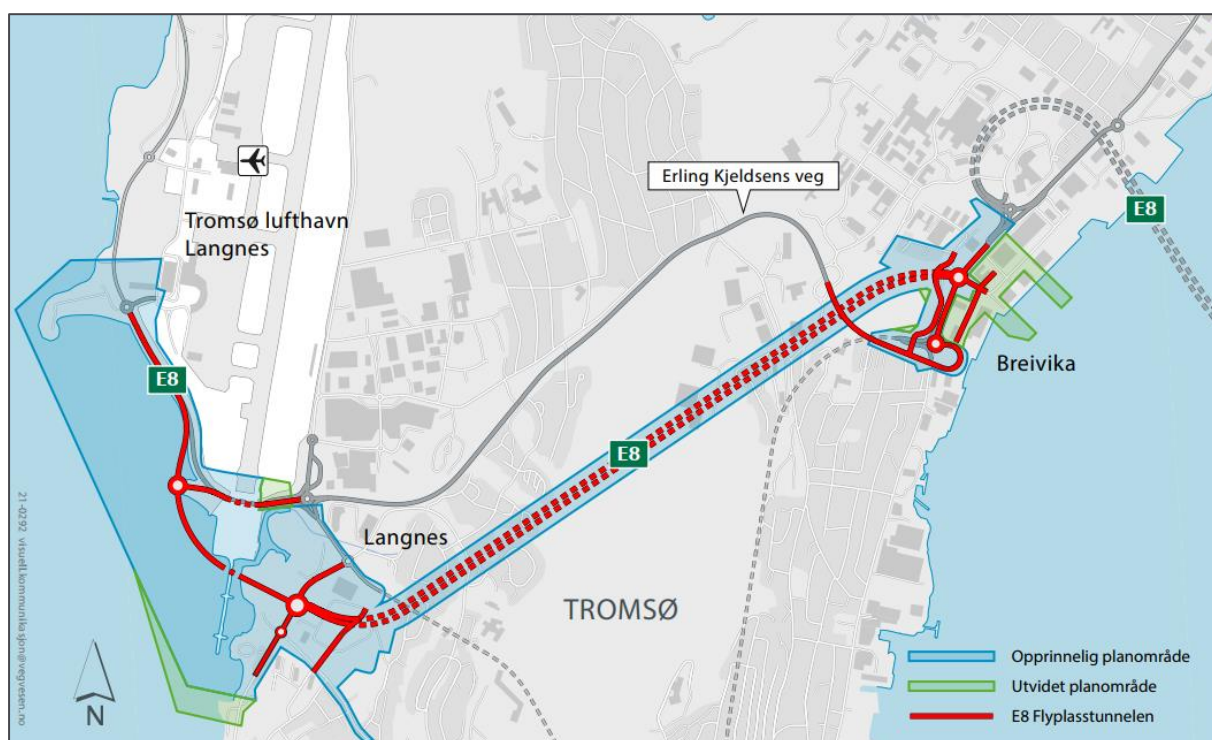 Erling Kjeldsens veg
E8
Tromsø lufthavn
Langnes
Breivika
E8
E8
Langnes
TROMSØ
21-0292 visuell.kommunikasjon@vegvesen.no
N
Opprinnelig planområde
Utvidet planområde
E8 Flyplasstunnelen